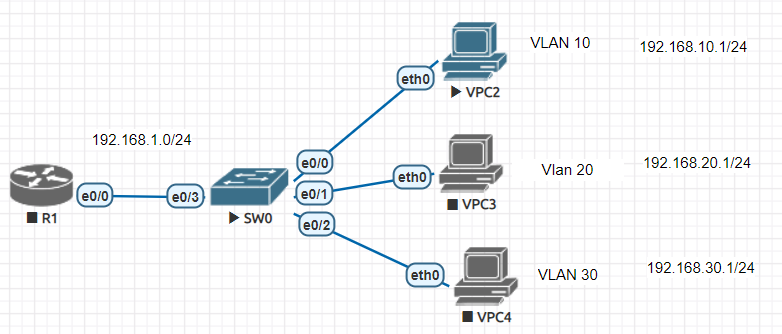 VLAN 10
192.168.10.1/24
eth0
▶ VPC2
192.168.1.0/24
e0/0
Vlan 20
192.168.20.1/24
e0/0
e0/3
e0/1
eth0
■ R1
▶ SW0
■ VPC3
e0/2
eth0
VLAN 30
192.168.30.1/24
■ VPC4